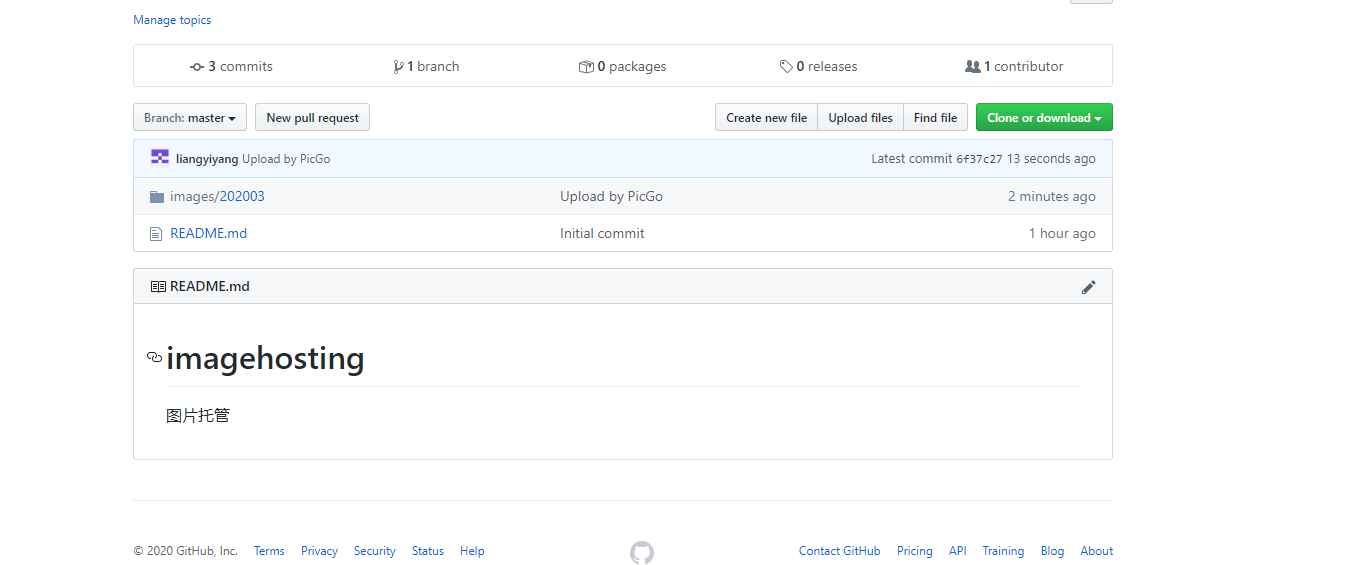 Manage topics
3 commits 1 branch 0 packages 0 releases 1 contributor
Branch: master New pull request Create new file Upload files Find file Clone or download
liangyiyang Upload by PicGo Latest commit 6f37c27 13 seconds ago
images/202003 Upload by PicGo 2 minutes ago
README.md Initial commit 1 hour ago
README.md
imagehosting
图片托管
© 2020 GitHub, Inc. Terms Privacy Security Status Help Contact GitHub Pricing API Training Blog About